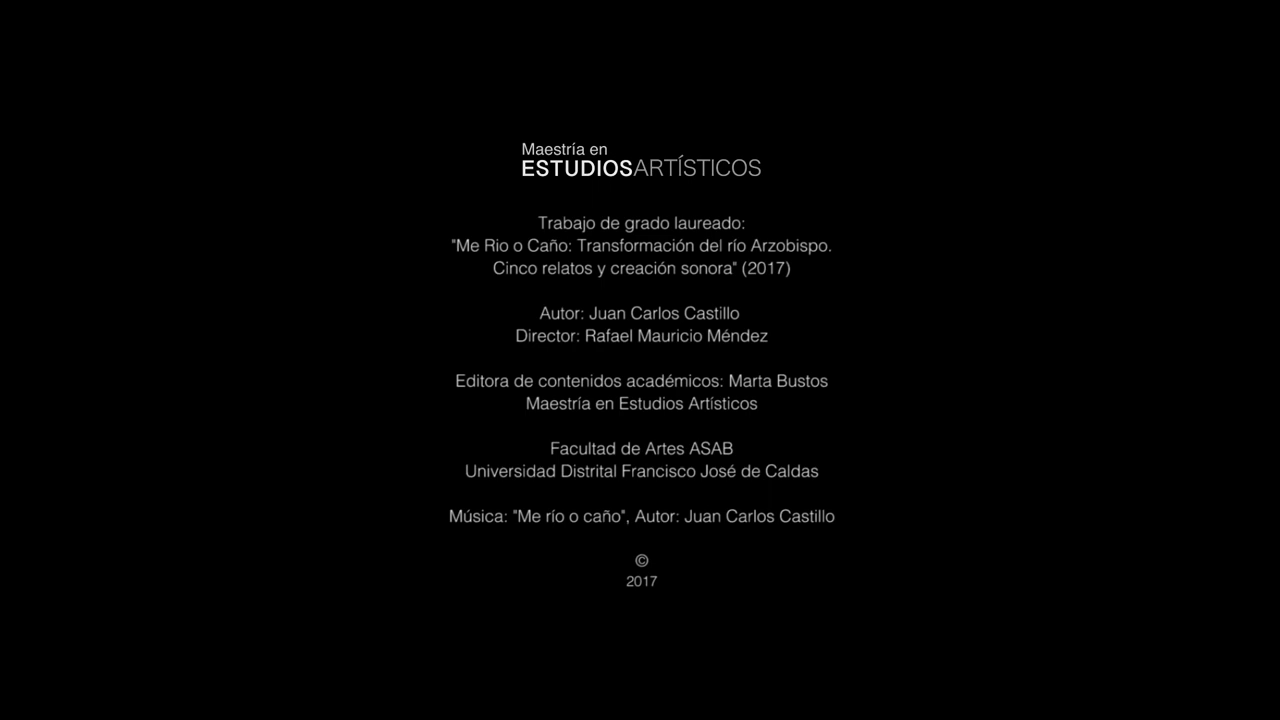 Maestría en
ESTUDIOSARTÍSTICOS
Trabajo de grado laureado:
"Me Rio o Caño: Transformación del río Arzobispo.
Cinco relatos y creación sonora" (2017)
Autor: Juan Carlos Castillo
Director: Rafael Mauricio Méndez
Editora de contenidos académicos: Marta Bustos
Maestría en Estudios Artísticos
Facultad de Artes ASAB
Universidad Distrital Francisco José de Caldas
Música: "Me río o caño", Autor: Juan Carlos Castillo
©
2017